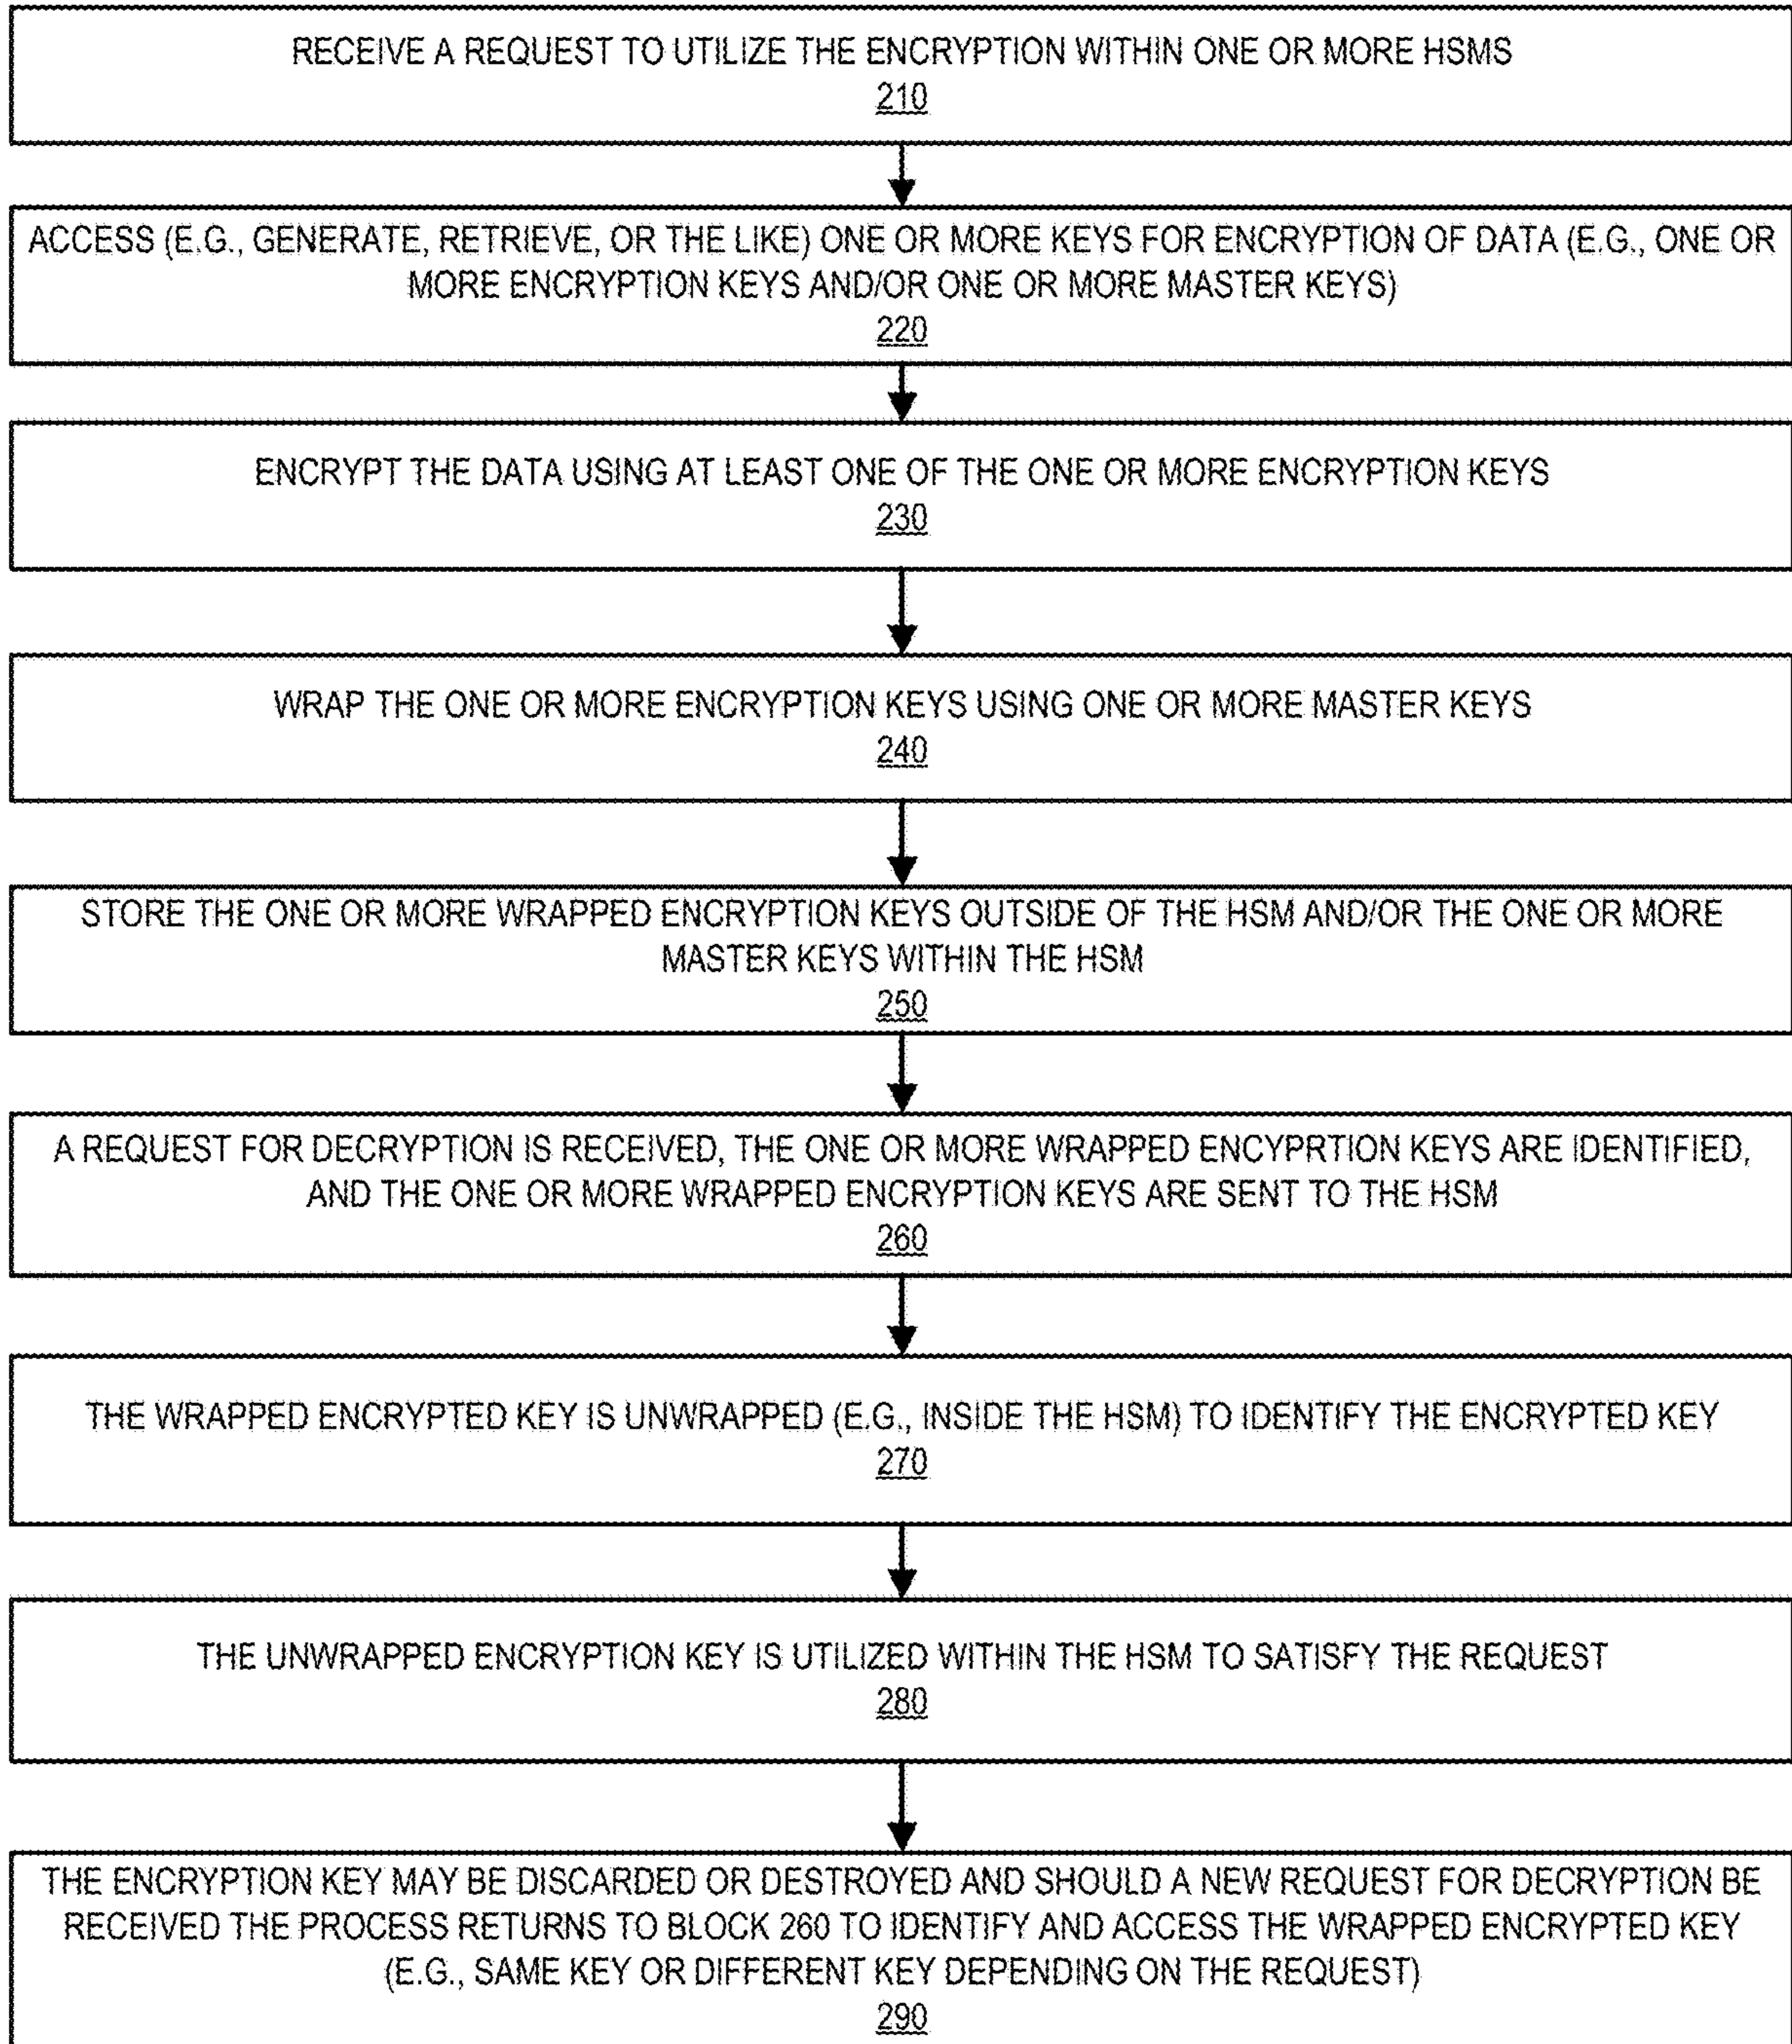 RECEIVE A REQUEST TO UTILIZE THE ENCRYPTION WITHIN ONE OR MORE HSMS
210
ACCESS (E.G., GENERATE, RETRIEVE, OR THE LIKE) ONE OR MORE KEYS FOR ENCRYPTION OF DATA (E.G., ONE OR
MORE ENCRYPTION KEYS AND/OR ONE OR MORE MASTER KEYS)
220
ENCRYPT THE DATA USING AT LEAST ONE OF THE ONE OR MORE ENCRYPTION KEYS
230
WRAP THE ONE OR MORE ENCRYPTION KEYS USING ONE OR MORE MASTER KEYS
240
STORE THE ONE OR MORE WRAPPED ENCRYPTION KEYS OUTSIDE OF THE HSM AND/OR THE ONE OR MORE
MASTER KEYS WITHIN THE HSM
250
A REQUEST FOR DECRYPTION IS RECEIVED, THE ONE OR MORE WRAPPED ENCYPRTION KEYS ARE IDENTIFIED,
AND THE ONE OR MORE WRAPPED ENCRYPTION KEYS ARE SENT TO THE HSM
260
THE WRAPPED ENCRYPTED KEY IS UNWRAPPED (E.G., INSIDE THE HSM) TO IDENTIFY THE ENCRYPTED KEY
270
THE UNWRAPPED ENCRYPTION KEY IS UTILIZED WITHIN THE HSM TO SATISFY THE REQUEST
280
THE ENCRYPTION KEY MAY BE DISCARDED OR DESTROYED AND SHOULD A NEW REQUEST FOR DECRYPTION BE
RECEIVED THE PROCESS RETURNS TO BLOCK 260 TO IDENTIFY AND ACCESS THE WRAPPED ENCRYPTED KEY
(E.G., SAME KEY OR DIFFERENT KEY DEPENDING ON THE REQUEST)
290